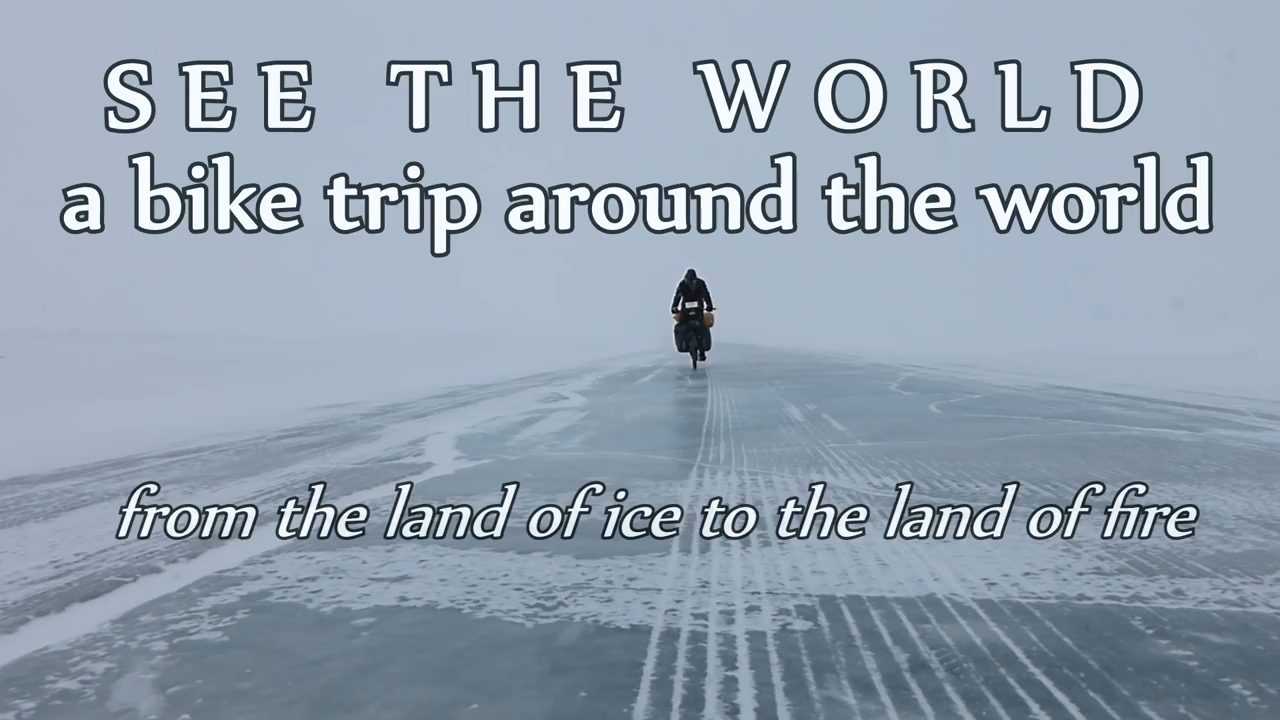 SEE THE WORLD
a bike trip around the world
from the land of ice to the land of fire